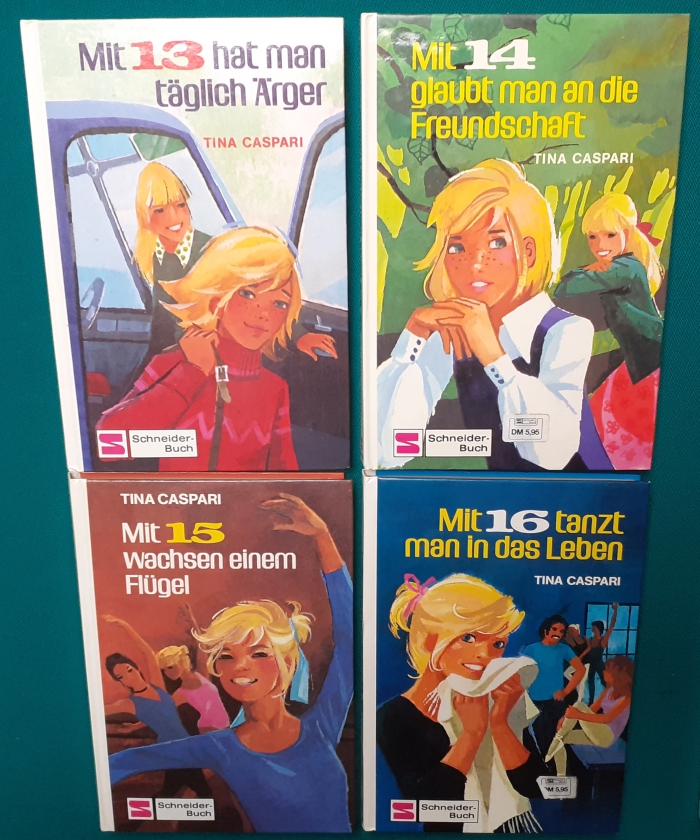 Mit 13 hat man
täglich Ärger
TINA CASPARI
Schneider-
Buch
Mit 14
glaubt man an die
Freundschaft
TINA CASPARI
DM 5,95
Schneider-
Buch
TINA CASPARI
Mit 15
wachsen einem
Flügel
Schneider-
Buch
Mit 16 tanzt
man in das Leben
TINA CASPARI
DM 5,95
Schneider-
Buch